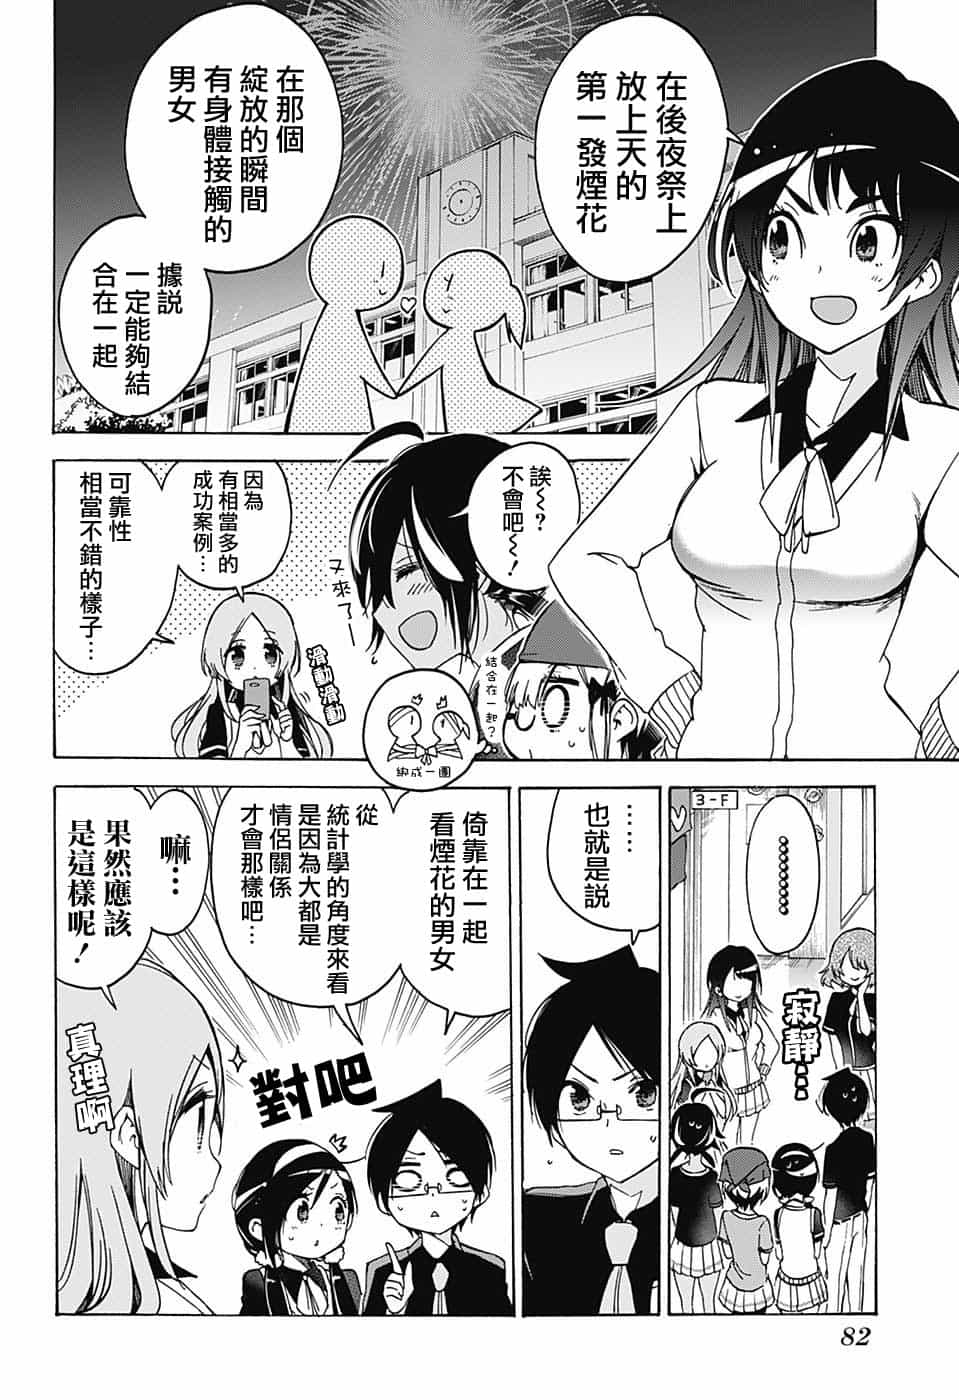 在後夜祭上
放上天的
第一發煙花
在那個
綻放的瞬間
有身體接觸的
男女
據説
一定能夠結
合在一起
誒～?
不會吧～!
又來了—
結合在一起?
綁成一團
因為
有相當多的
成功案例…
滑動滑動
可靠性
相當不錯的樣子…
3-F
…………
寂靜…
……
也就是説
倚靠在一起
看煙花的男女
從
統計學的角度來看
是因為大都是
情侶關係
才會那樣吧…
對吧
嘛…
果然應該
是這樣呢!
真理啊
82